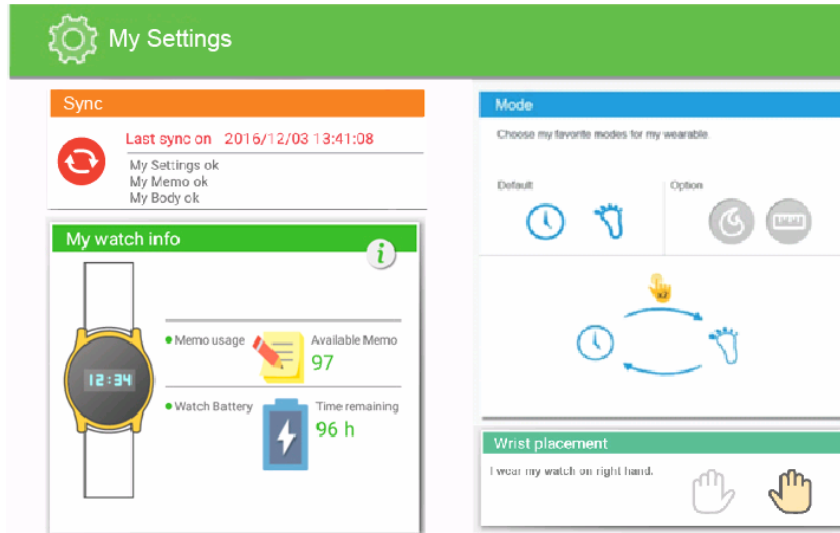 My Settings
Sync
Last sync on 2016/12/03 13:41:08
My Settings ok
My Memo ok
My Body ok
My watch info
i
12:34
Memo usage
Available Memo
97
Watch Battery
Time remaining
96 h
Mode
Choose my favorite modes for my wearable.
Default
Option
x2
Wrist placement
I wear my watch on right hand.